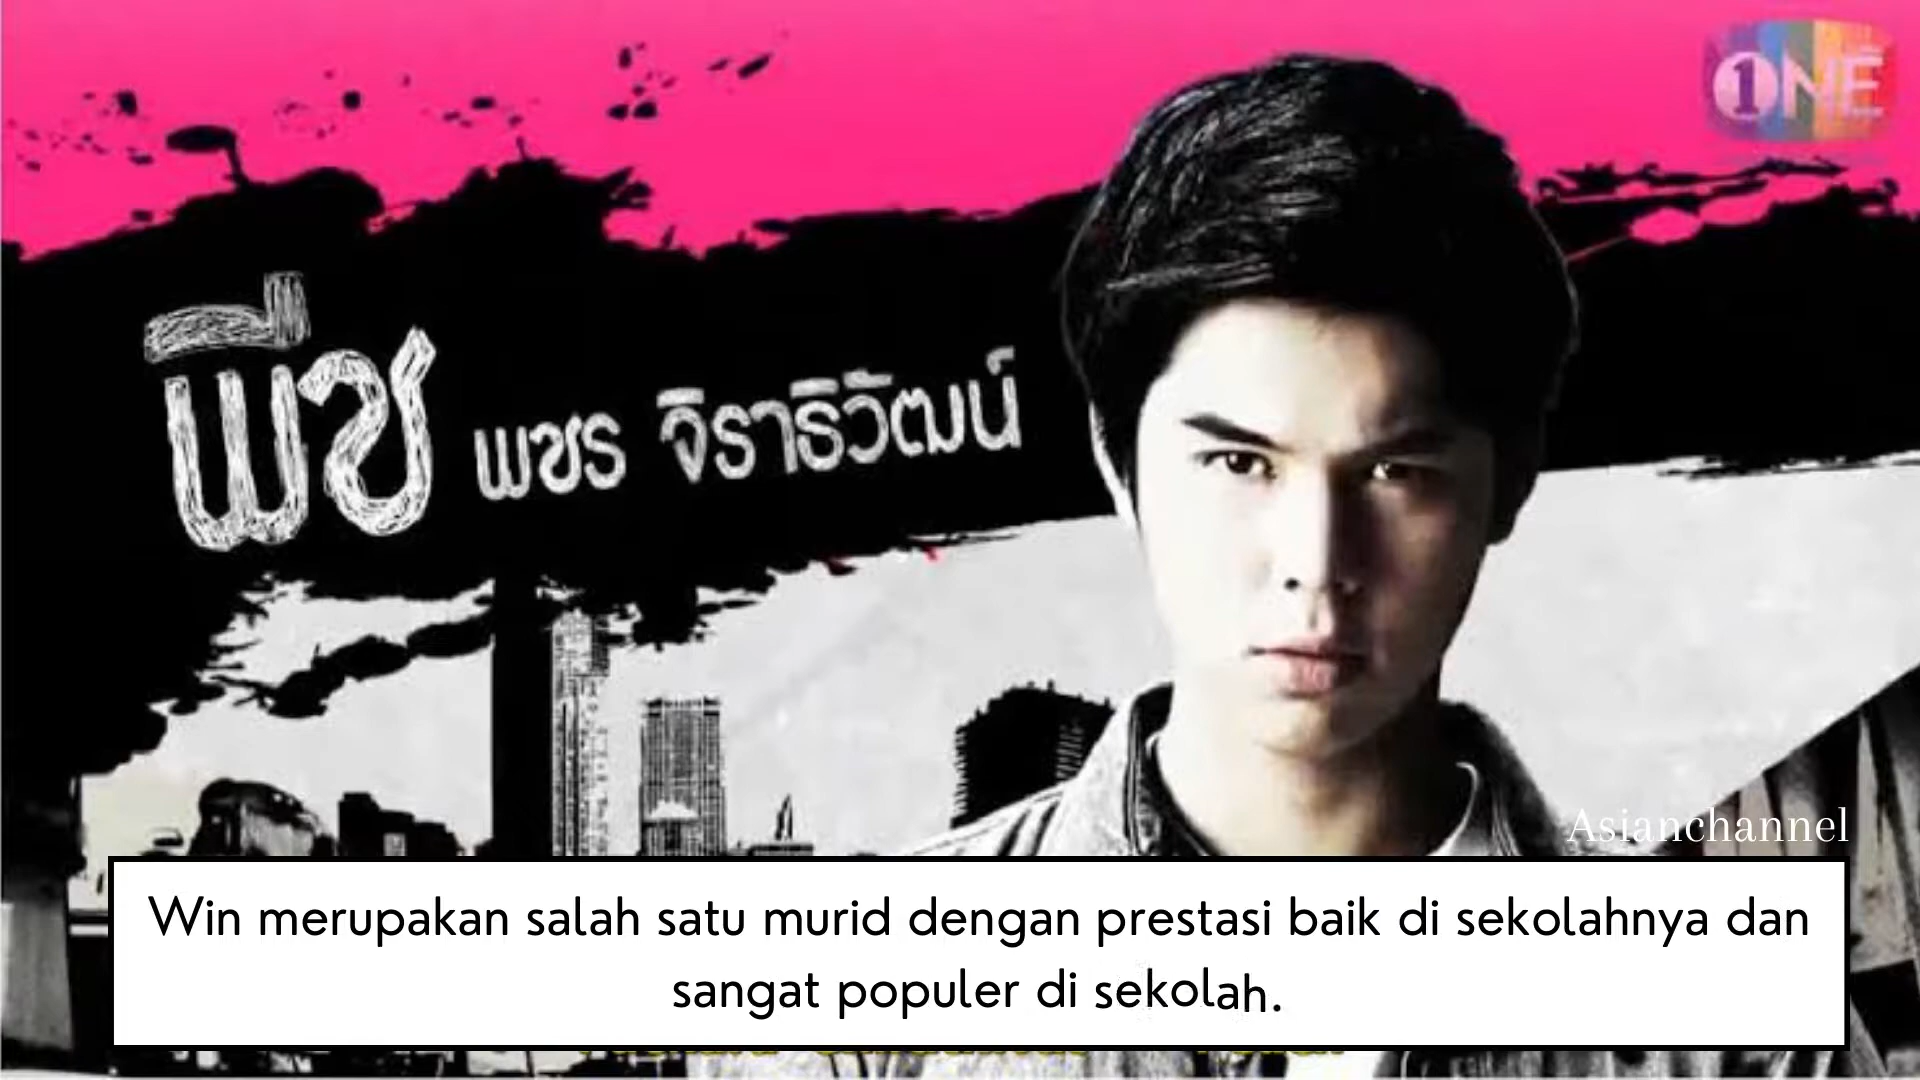 ONE
พีช พชร จิราธิวัฒน์
Asianchannel
Win merupakan salah satu murid dengan prestasi baik di sekolahnya dan
sangat populer di sekolah.